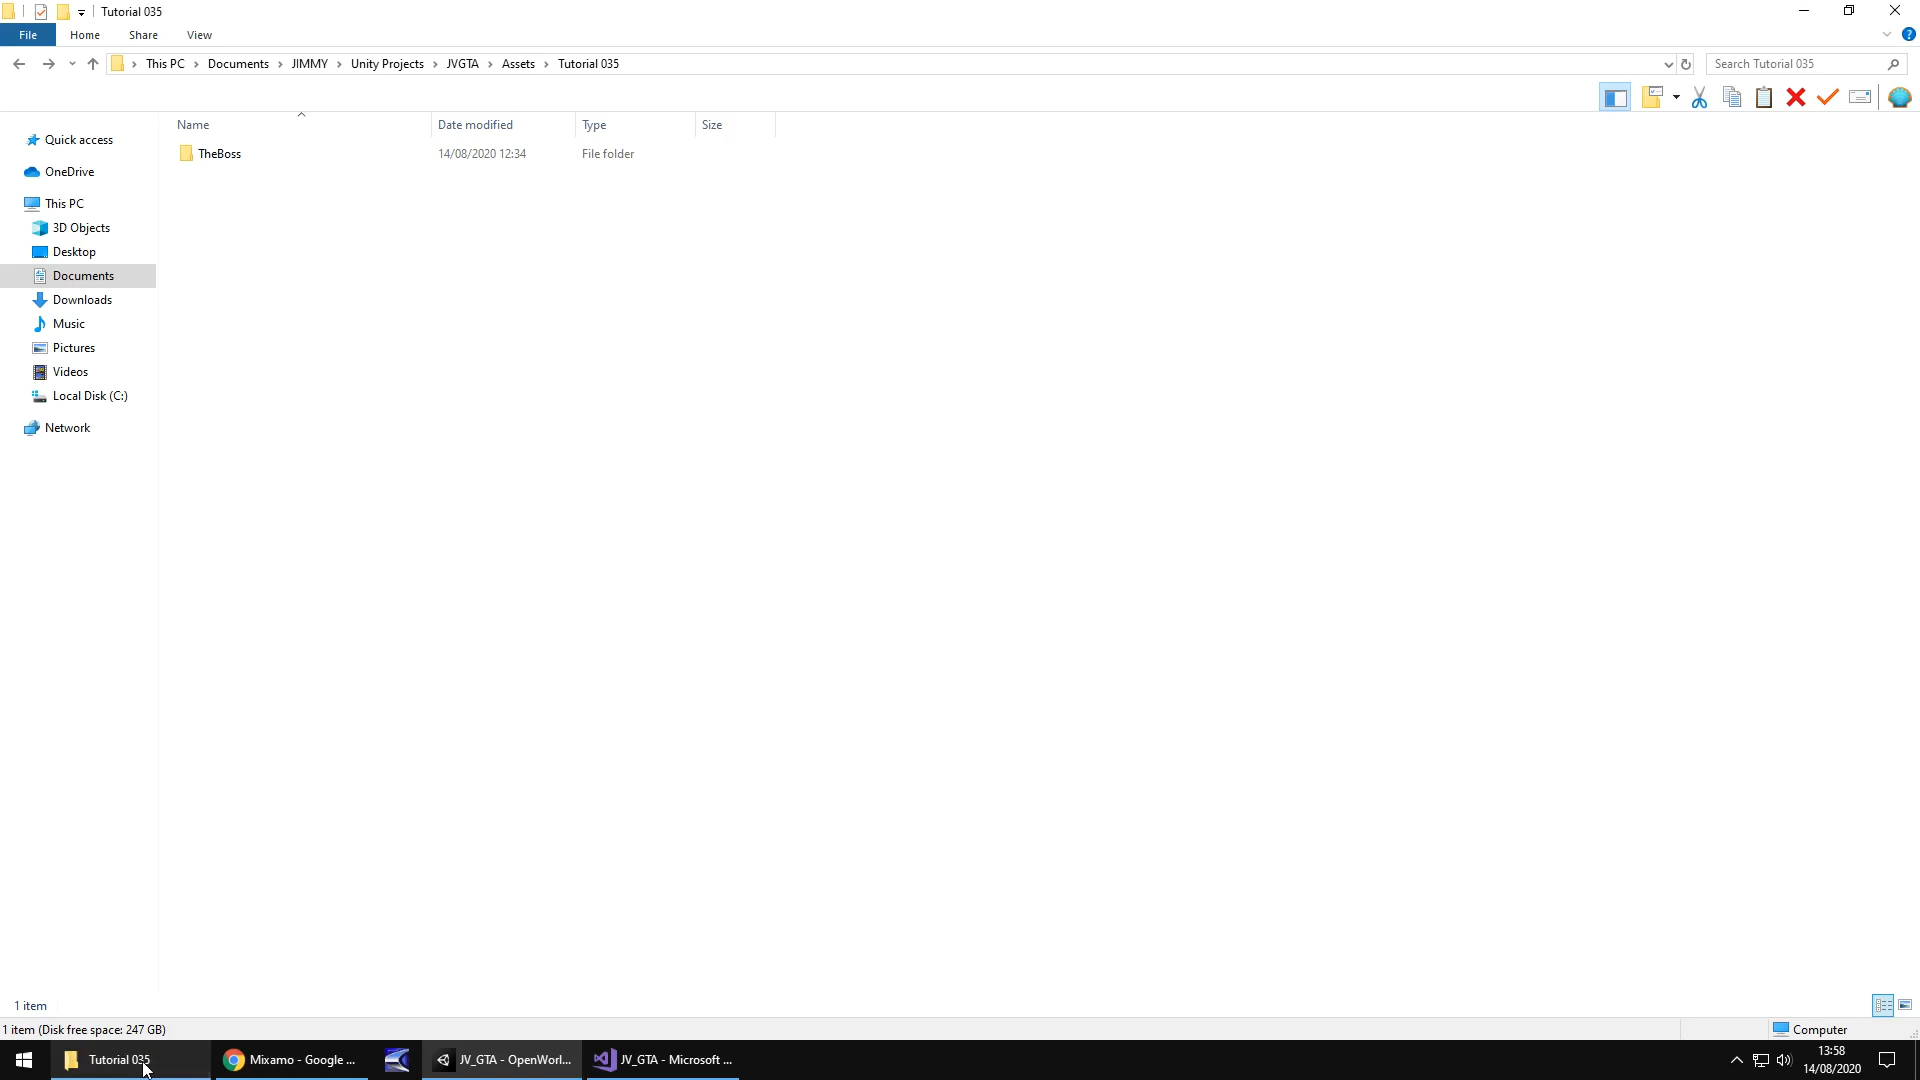 Tutorial 035
File Home Share View
This PC Documents JIMMY Unity Projects JVGTA Assets Tutorial 035
Search Tutorial 035
Name Date modified Type Size
TheBoss 14/08/2020 12:34 File folder
Quick access
OneDrive
This PC
3D Objects
Desktop
Documents
Downloads
Music
Pictures
Videos
Local Disk (C:)
Network
1 item
1 item (Disk free space: 247 GB)
Computer
Tutorial 035
Mixamo - Google ...
JV_GTA - OpenWorl...
JV_GTA - Microsoft ...
13:58
14/08/2020